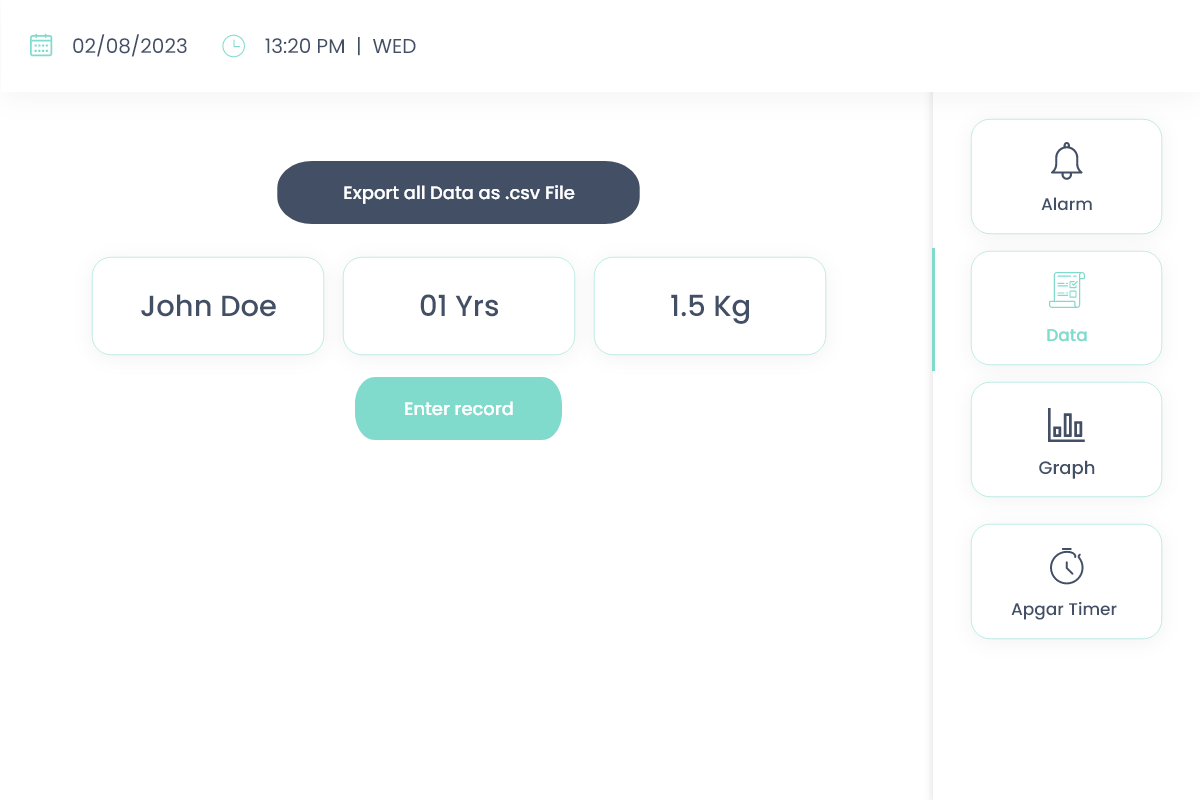 02/08/2023 13:20 PM | WED
Export all Data as .csv File
John Doe 01 Yrs 1.5 Kg
Enter record
Alarm
Data
Graph
Apgar Timer